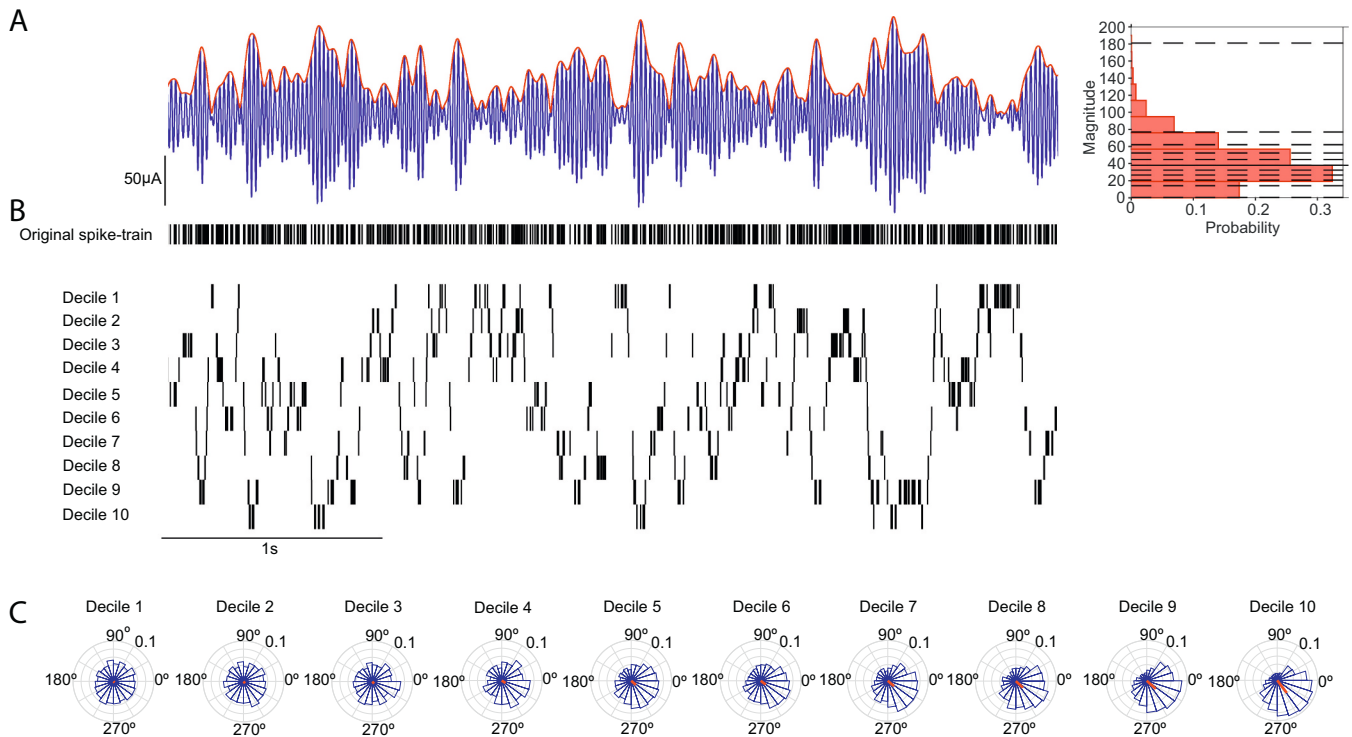 A
50µA
200
180
160
140
120
100
80
60
40
20
0
Magnitude
0 0.1 0.2 0.3
Probability
B
Original spike-train
Decile 1
Decile 2
Decile 3
Decile 4
Decile 5
Decile 6
Decile 7
Decile 8
Decile 9
Decile 10
1s
C
Decile 1 Decile 2 Decile 3 Decile 4 Decile 5 Decile 6 Decile 7 Decile 8 Decile 9 Decile 10
90º 0.1 90º 0.1 90º 0.1 90º 0.1 90º 0.1 90º 0.1 90º 0.1 90º 0.1 90º 0.1 90º 0.1
180º 0º 180º 0º 180º 0º 180º 0º 180º 0º 180º 0º 180º 0º 180º 0º 180º 0º 180º 0º
270º 270º 270º 270º 270º 270º 270º 270º 270º 270º